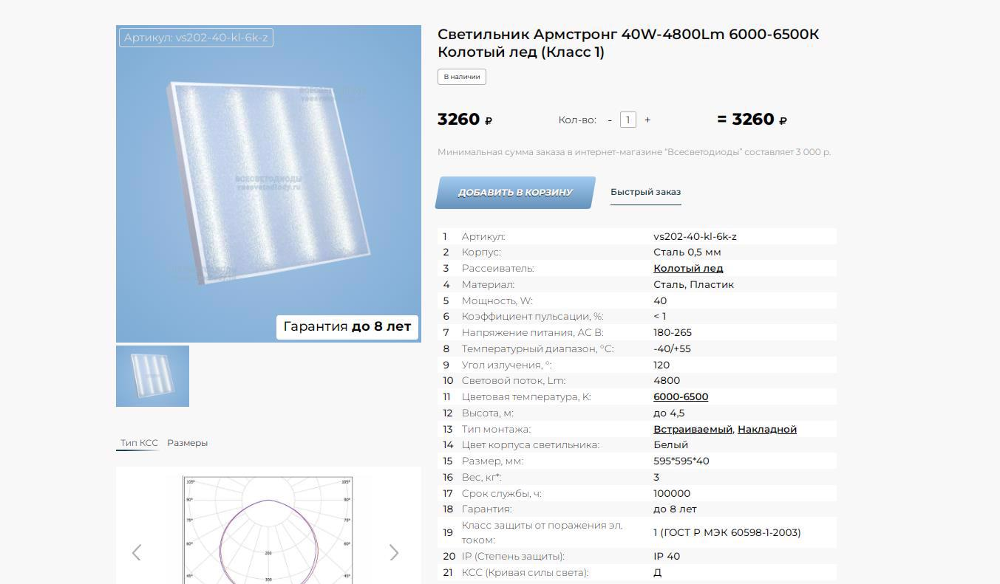 Артикул: vs202-40-kl-6k-z
ВСЕСВЕТОДИОДЫ
vsesvetodiody.ru
Гарантия до 8 лет
Тип КСС Размеры
105° 105°
90° 90°
75° 75°
60° 60°
200
45° 45°
300
Светильник Армстронг 40W-4800Lm 6000-6500К
Колотый лед (Класс 1)
В наличии
3260 ₽ Кол-во: - 1 + = 3260 ₽
Минимальная сумма заказа в интернет-магазине “Всесветодиоды” составляет 3 000 р.
ДОБАВИТЬ В КОРЗИНУ Быстрый заказ
1 Артикул: vs202-40-kl-6k-z
2 Корпус: Сталь 0,5 мм
3 Рассеиватель: Колотый лед
4 Материал: Сталь, Пластик
5 Мощность, W: 40
6 Коэффициент пульсации, %: < 1
7 Напряжение питания, АС В: 180-265
8 Температурный диапазон, °С: -40/+55
9 Угол излучения, °: 120
10 Световой поток, Lm: 4800
11 Цветовая температура, К: 6000-6500
12 Высота, м: до 4,5
13 Тип монтажа: Встраиваемый, Накладной
14 Цвет корпуса светильника: Белый
15 Размер, мм: 595*595*40
16 Вес, кг*: 3
17 Срок службы, ч: 100000
18 Гарантия: до 8 лет
19 Класс защиты от поражения эл. током: 1 (ГОСТ Р МЭК 60598-1-2003)
20 IP (Степень защиты): IP 40
21 КСС (Кривая силы света): Д